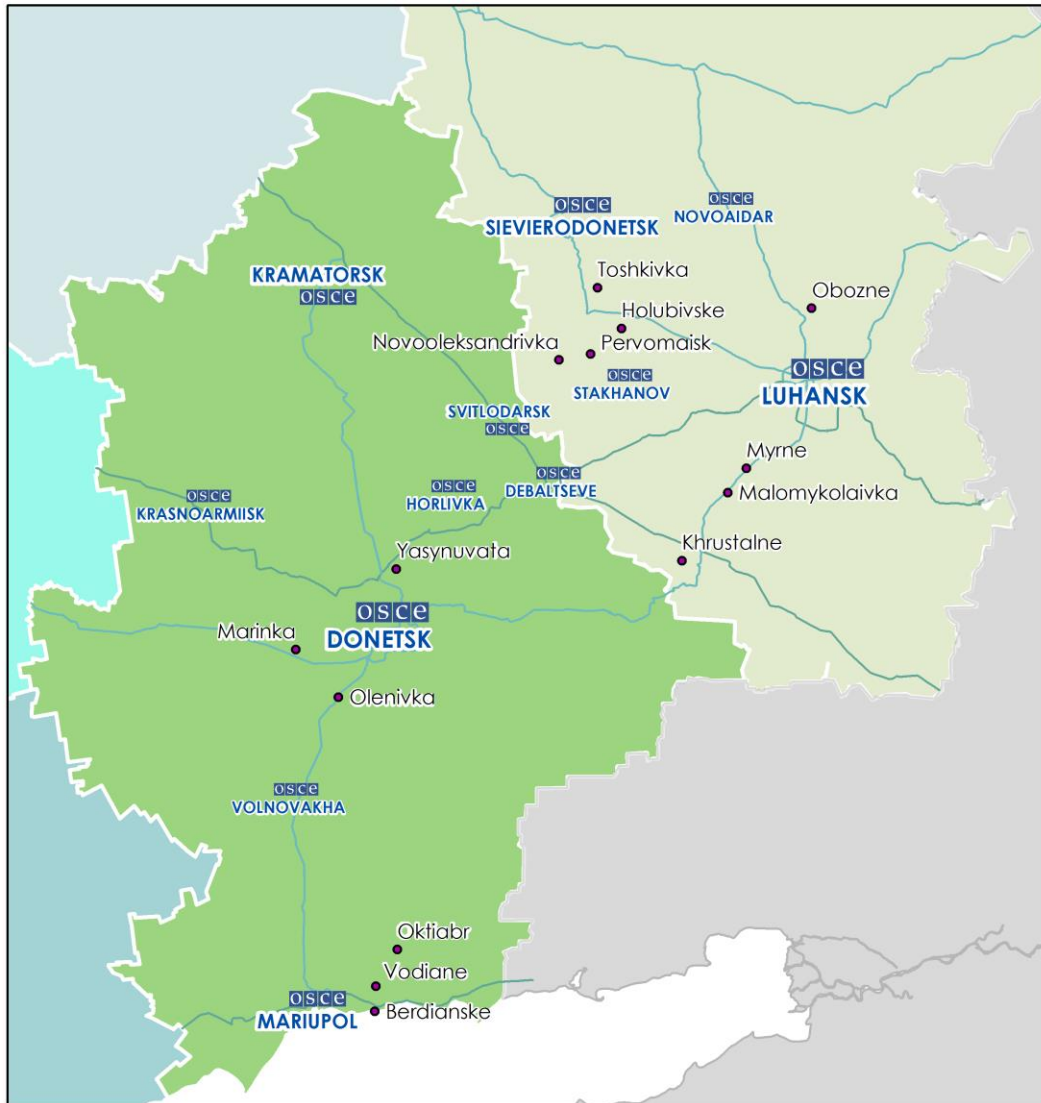 osce
SIEVIERODONETSK
osce
NOVOAIDAR
KRAMATORSK
osce
Toshkivka
Obozne
Holubivske
Novooleksandrivka
Pervomaisk
osce
STAKHANOV
osce
LUHANSK
SVITLODARSK
osce
Myrne
osce
DEBALTSEVE
osce
HORLIVKA
osce
KRASNOARMIISK
Malomykolaivka
Khrustalne
Yasynuvata
osce
DONETSK
Marinka
Olenivka
osce
VOLNOVAKHA
Oktiabr
Vodiane
osce
MARIUPOL
Berdianske